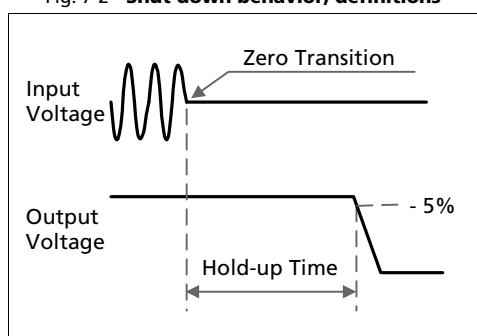 Fig. 7-2 Shut down behavior, definitions
Zero Transition
Input
Voltage
- 5%
Output
Voltage
Hold-up Time